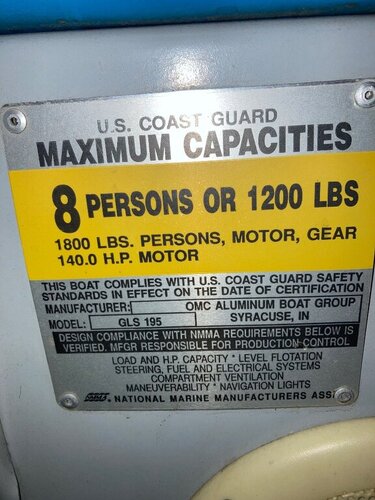 U.S. COAST GUARD
MAXIMUM CAPACITIES
8 PERSONS OR 1200 LBS
1800 LBS. PERSONS, MOTOR, GEAR
140.0 H.P. MOTOR
THIS BOAT COMPLIES WITH U.S. COAST GUARD SAFETY
STANDARDS IN EFFECT ON THE DATE OF CERTIFICATION
MANUFACTURER: OMC ALUMINUM BOAT GROUP
MODEL: GLS 195 SYRACUSE, IN
DESIGN COMPLIANCE WITH NMMA REQUIREMENTS BELOW IS
VERIFIED. MFGR RESPONSIBLE FOR PRODUCTION CONTROL
LOAD AND H.P. CAPACITY * LEVEL FLOTATION
STEERING, FUEL AND ELECTRICAL SYSTEMS
COMPARTMENT VENTILATION
MANEUVERABILITY * NAVIGATION LIGHTS
NATIONAL MARINE MANUFACTURERS ASSN